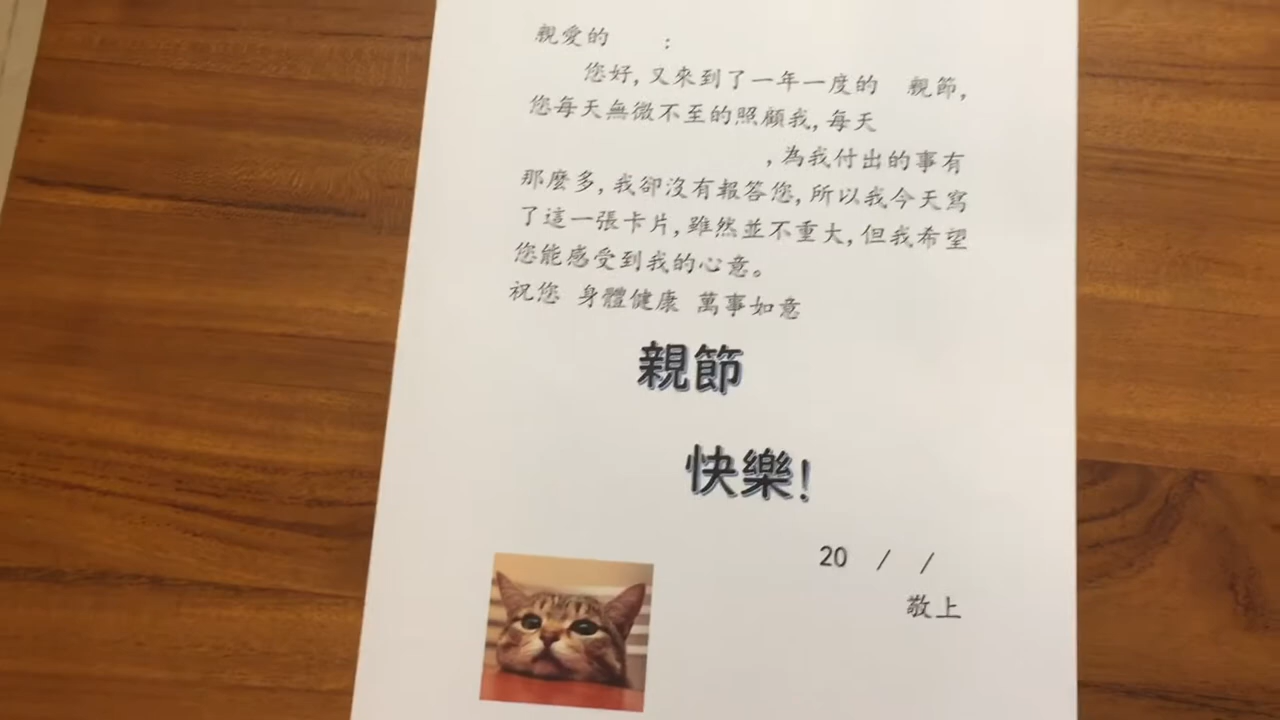 親愛的　　：
您好,又來到了一年一度的　親節,
您每天無微不至的照顧我,每天
,為我付出的事有
那麼多,我卻沒有報答您,所以我今天寫
了這一張卡片,雖然並不重大,但我希望
您能感受到我的心意。
祝您 身體健康 萬事如意
親節
快樂!
20　/　/
敬上